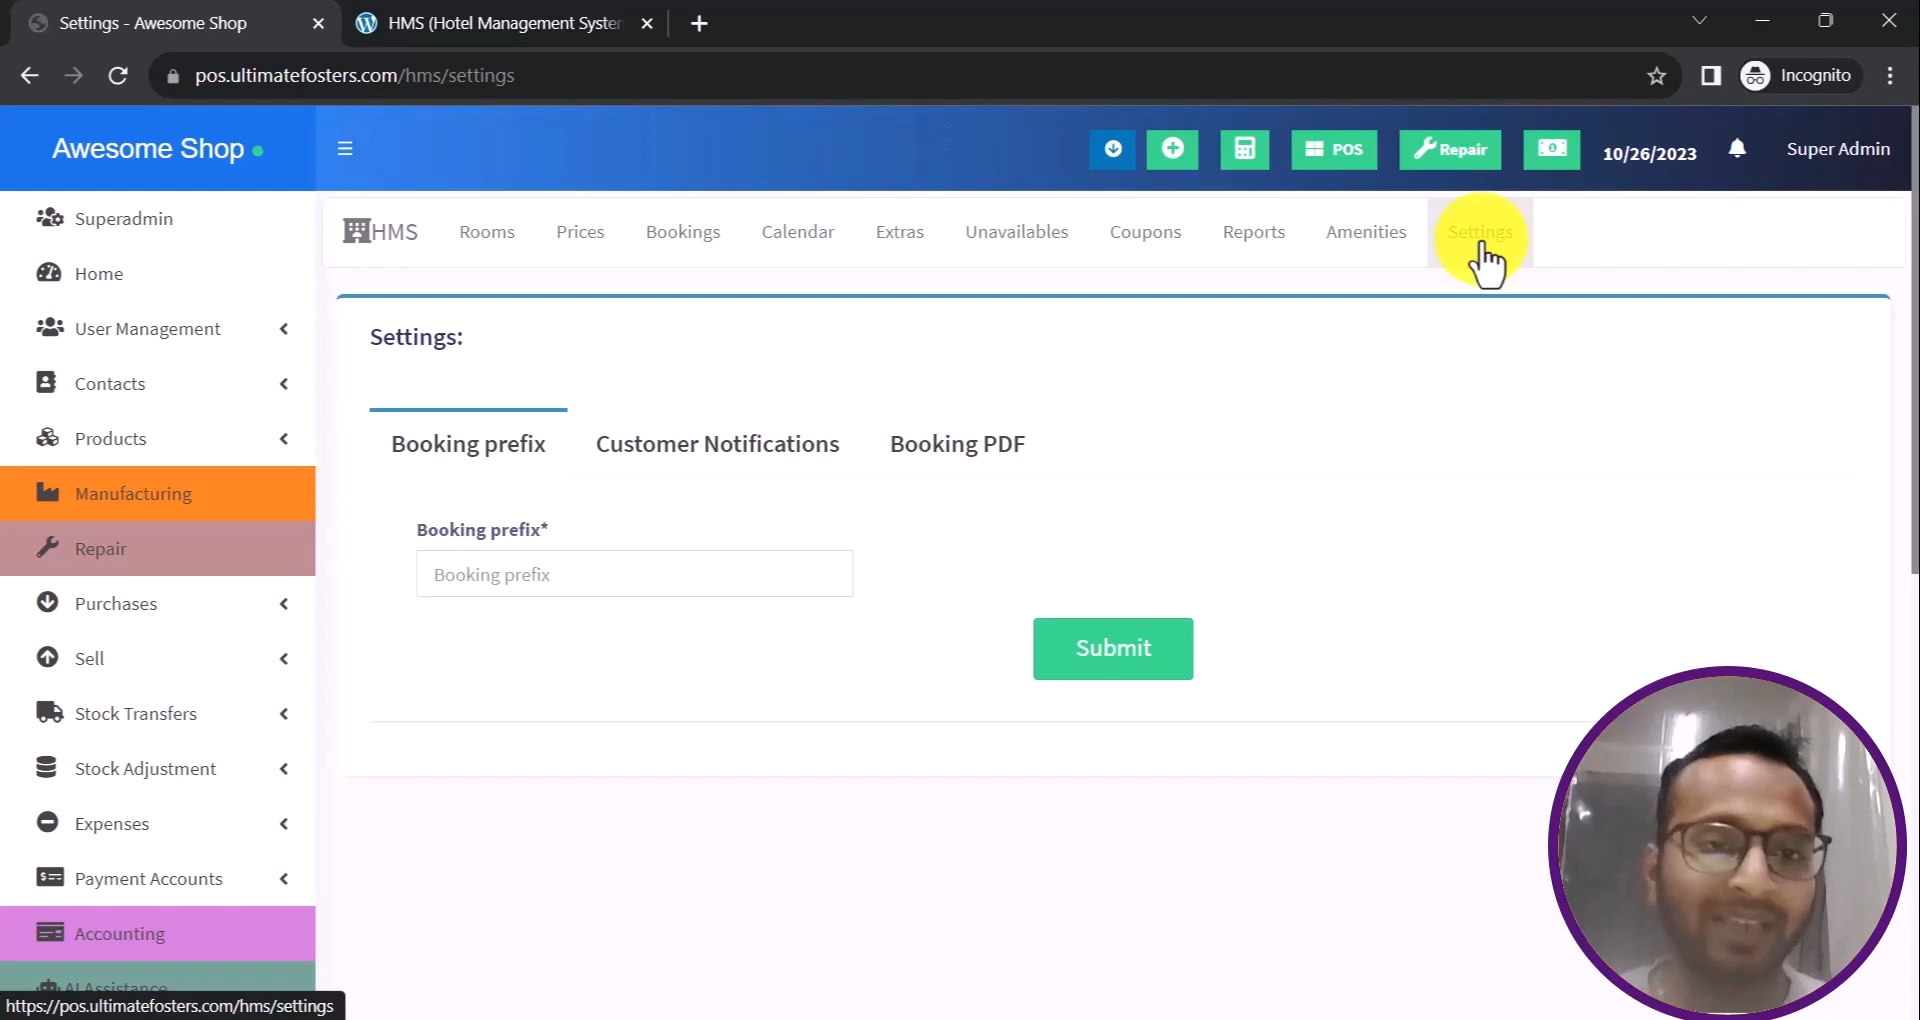 Settings - Awesome Shop
HMS (Hotel Management System
pos.ultimatefosters.com/hms/settings
Incognito
Awesome Shop
POS
Repair
10/26/2023
Super Admin
HMS
Rooms
Prices
Bookings
Calendar
Extras
Unavailables
Coupons
Reports
Amenities
Settings
Superadmin
Home
User Management
Contacts
Products
Manufacturing
Repair
Purchases
Sell
Stock Transfers
Stock Adjustment
Expenses
Payment Accounts
Accounting
AI Assistance
Settings:
Booking prefix
Customer Notifications
Booking PDF
Booking prefix*
Booking prefix
Submit
https://pos.ultimatefosters.com/hms/settings